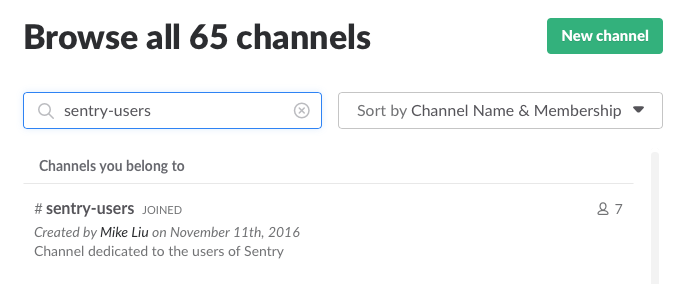 Browse all 65 channels
New channel
sentry-users
Sort by Channel Name & Membership
Channels you belong to
# sentry-users JOINED
7
Created by Mike Liu on November 11th, 2016
Channel dedicated to the users of Sentry